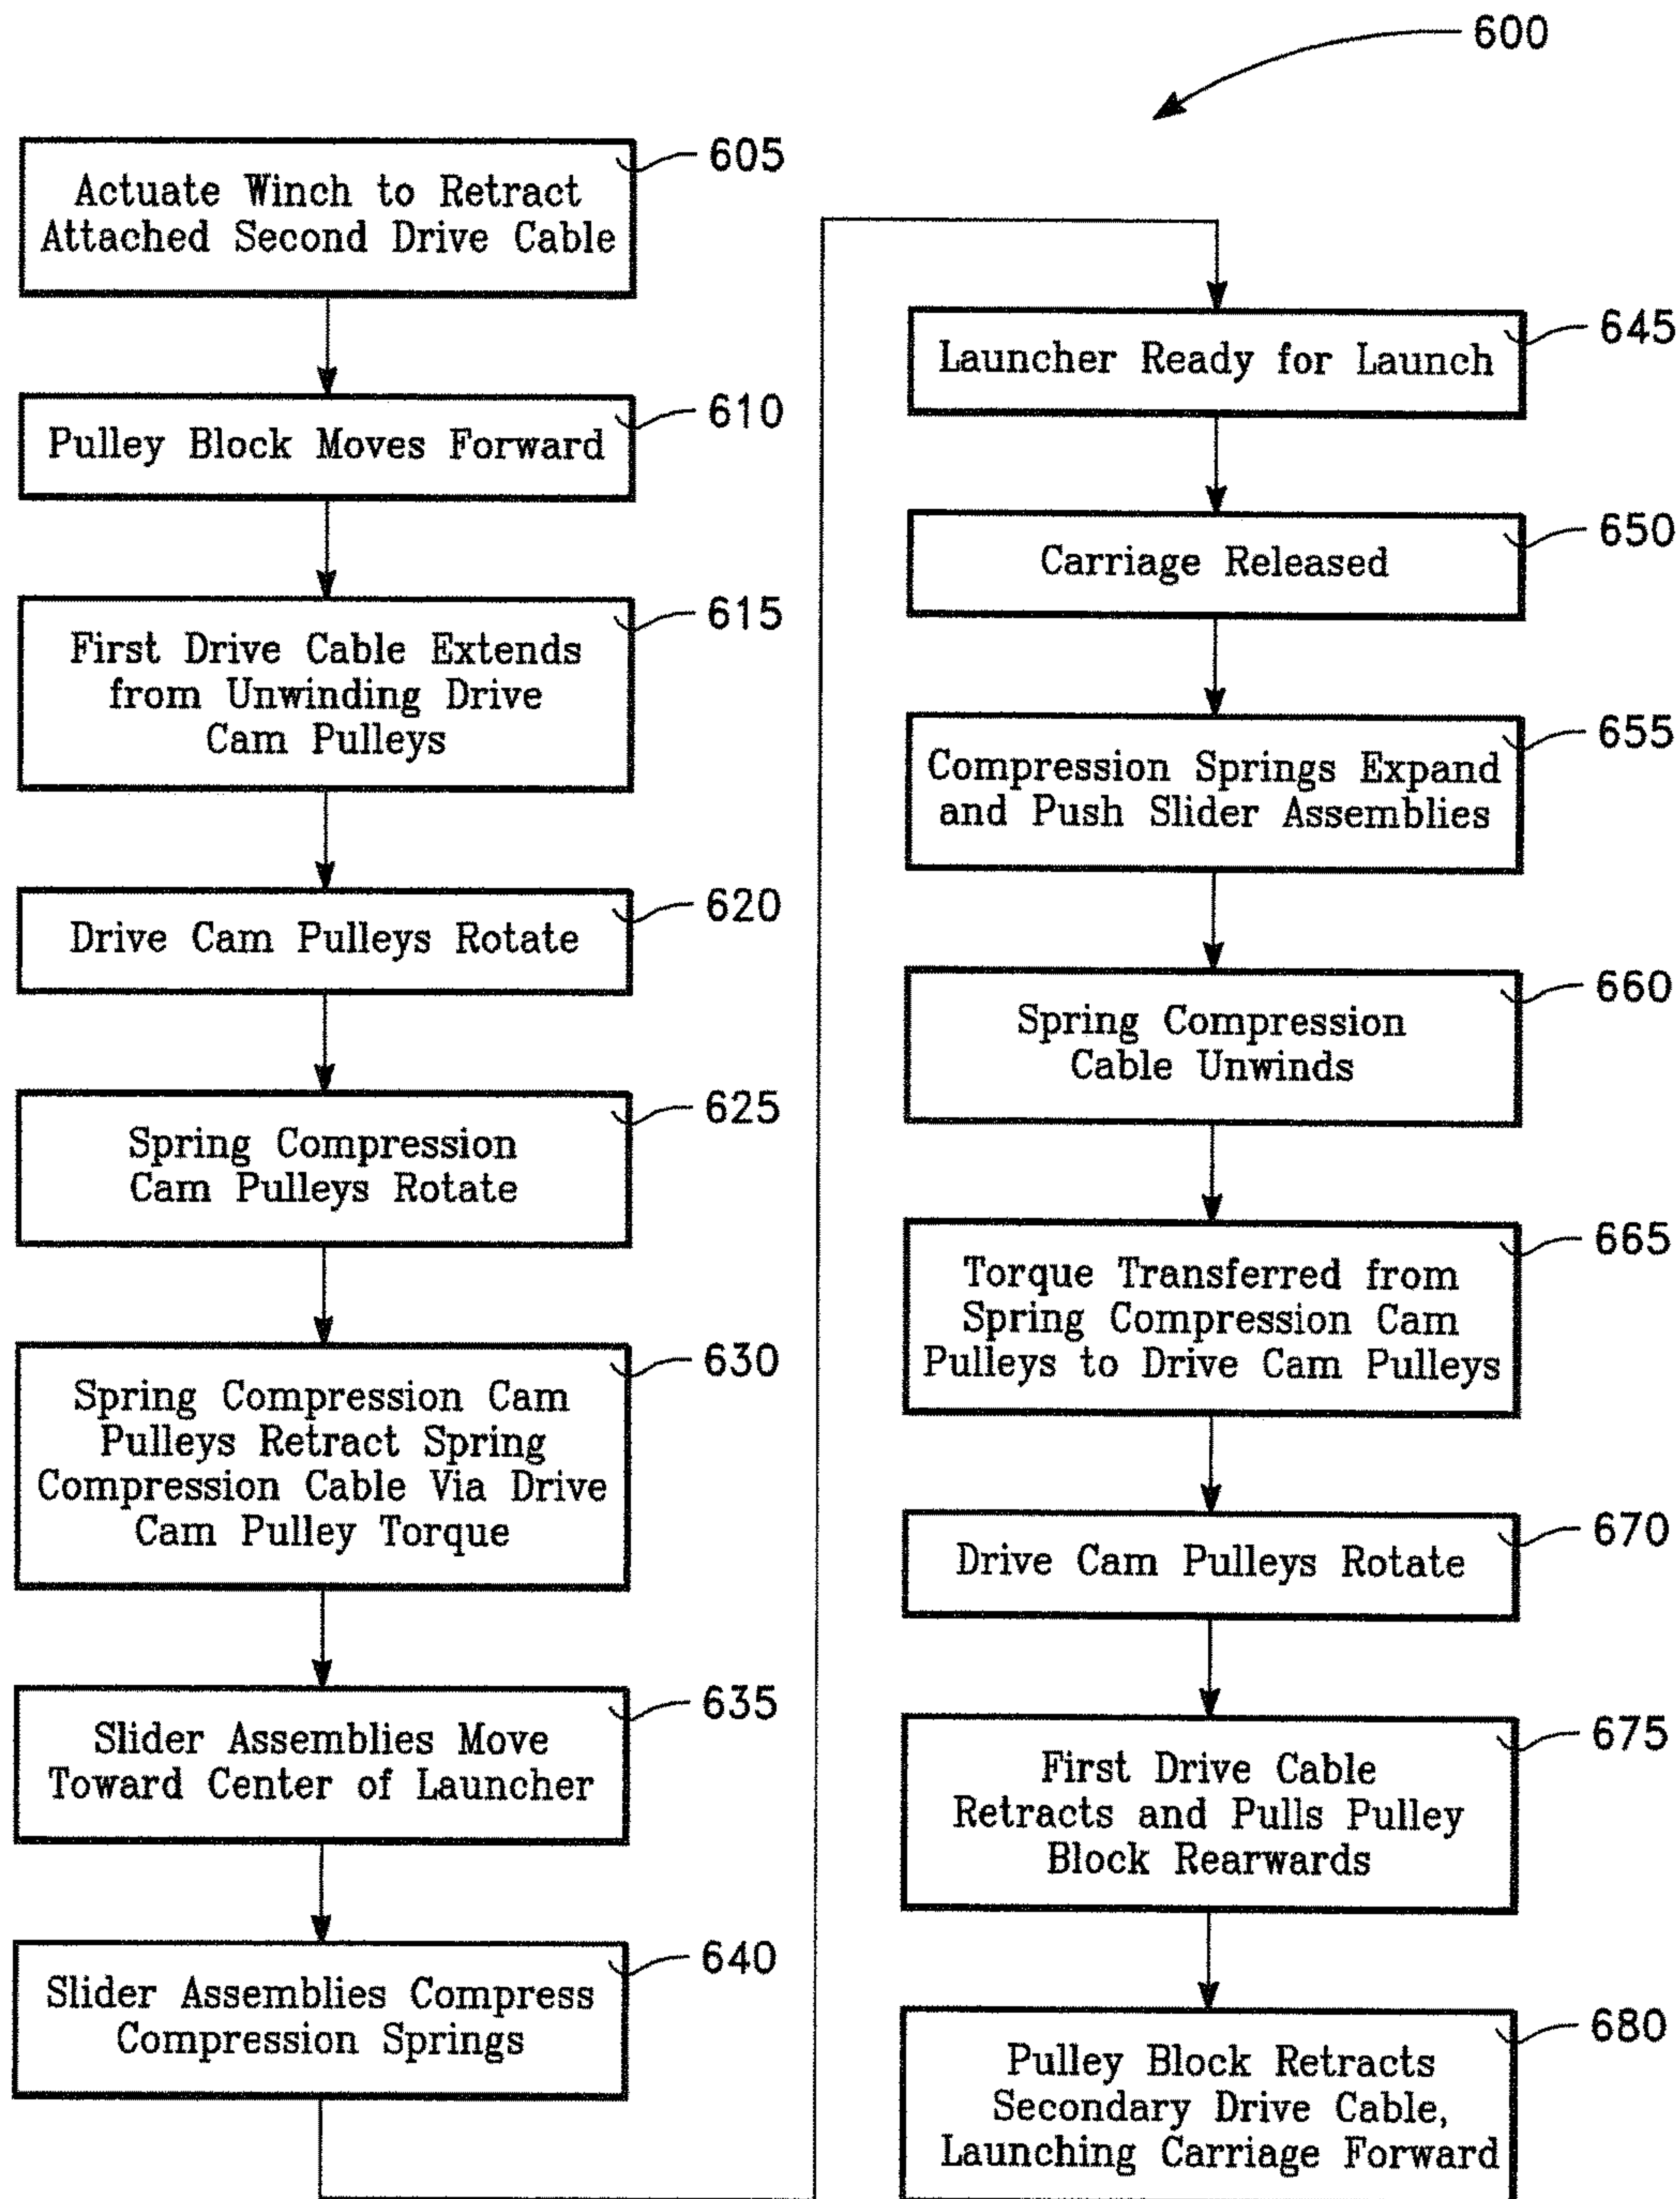 600
605
Actuate Winch to Retract
Attached Second Drive Cable
610
Pulley Block Moves Forward
615
First Drive Cable Extends
from Unwinding Drive
Cam Pulleys
620
Drive Cam Pulleys Rotate
625
Spring Compression
Cam Pulleys Rotate
630
Spring Compression Cam
Pulleys Retract Spring
Compression Cable Via Drive
Cam Pulley Torque
635
Slider Assemblies Move
Toward Center of Launcher
640
Slider Assemblies Compress
Compression Springs
645
Launcher Ready for Launch
650
Carriage Released
655
Compression Springs Expand
and Push Slider Assemblies
660
Spring Compression
Cable Unwinds
665
Torque Transferred from
Spring Compression Cam
Pulleys to Drive Cam Pulleys
670
Drive Cam Pulleys Rotate
675
First Drive Cable
Retracts and Pulls Pulley
Block Rearwards
680
Pulley Block Retracts
Secondary Drive Cable,
Launching Carriage Forward